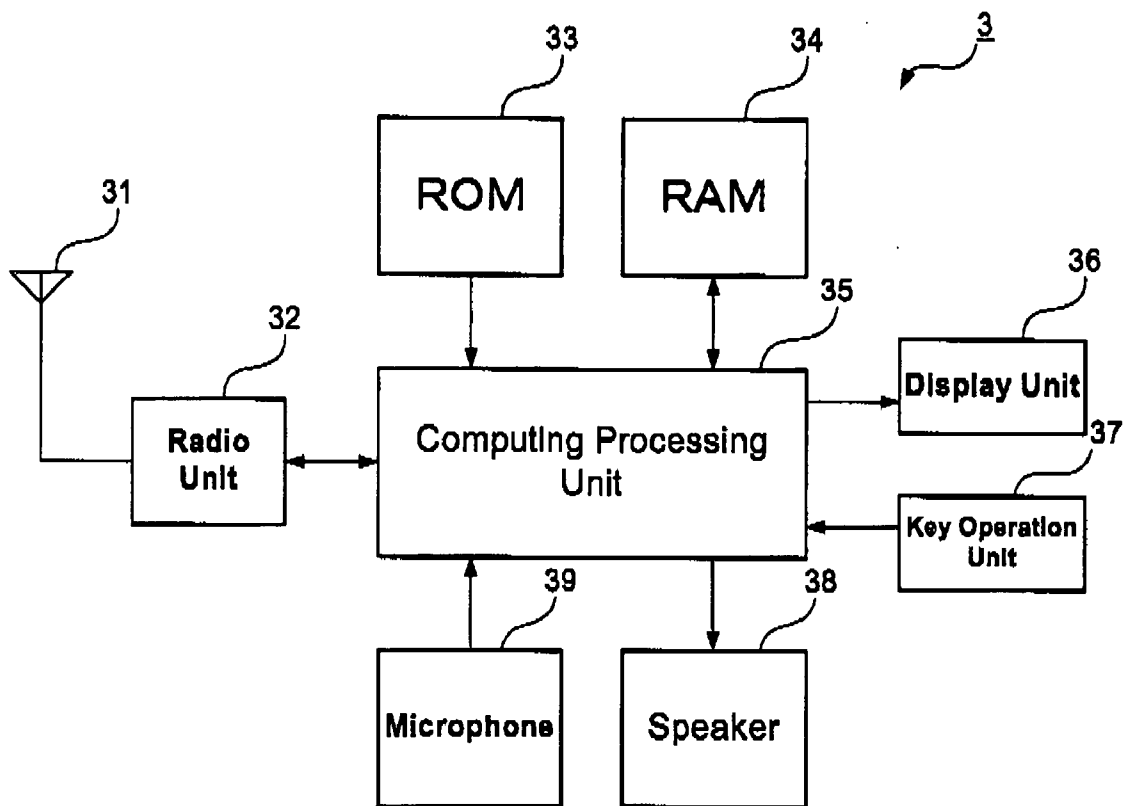 3
33
34
ROM
RAM
31
32
35
36
Radio
Unit
Computing Processing
Unit
Display Unit
37
Key Operation
Unit
39
38
Microphone
Speaker